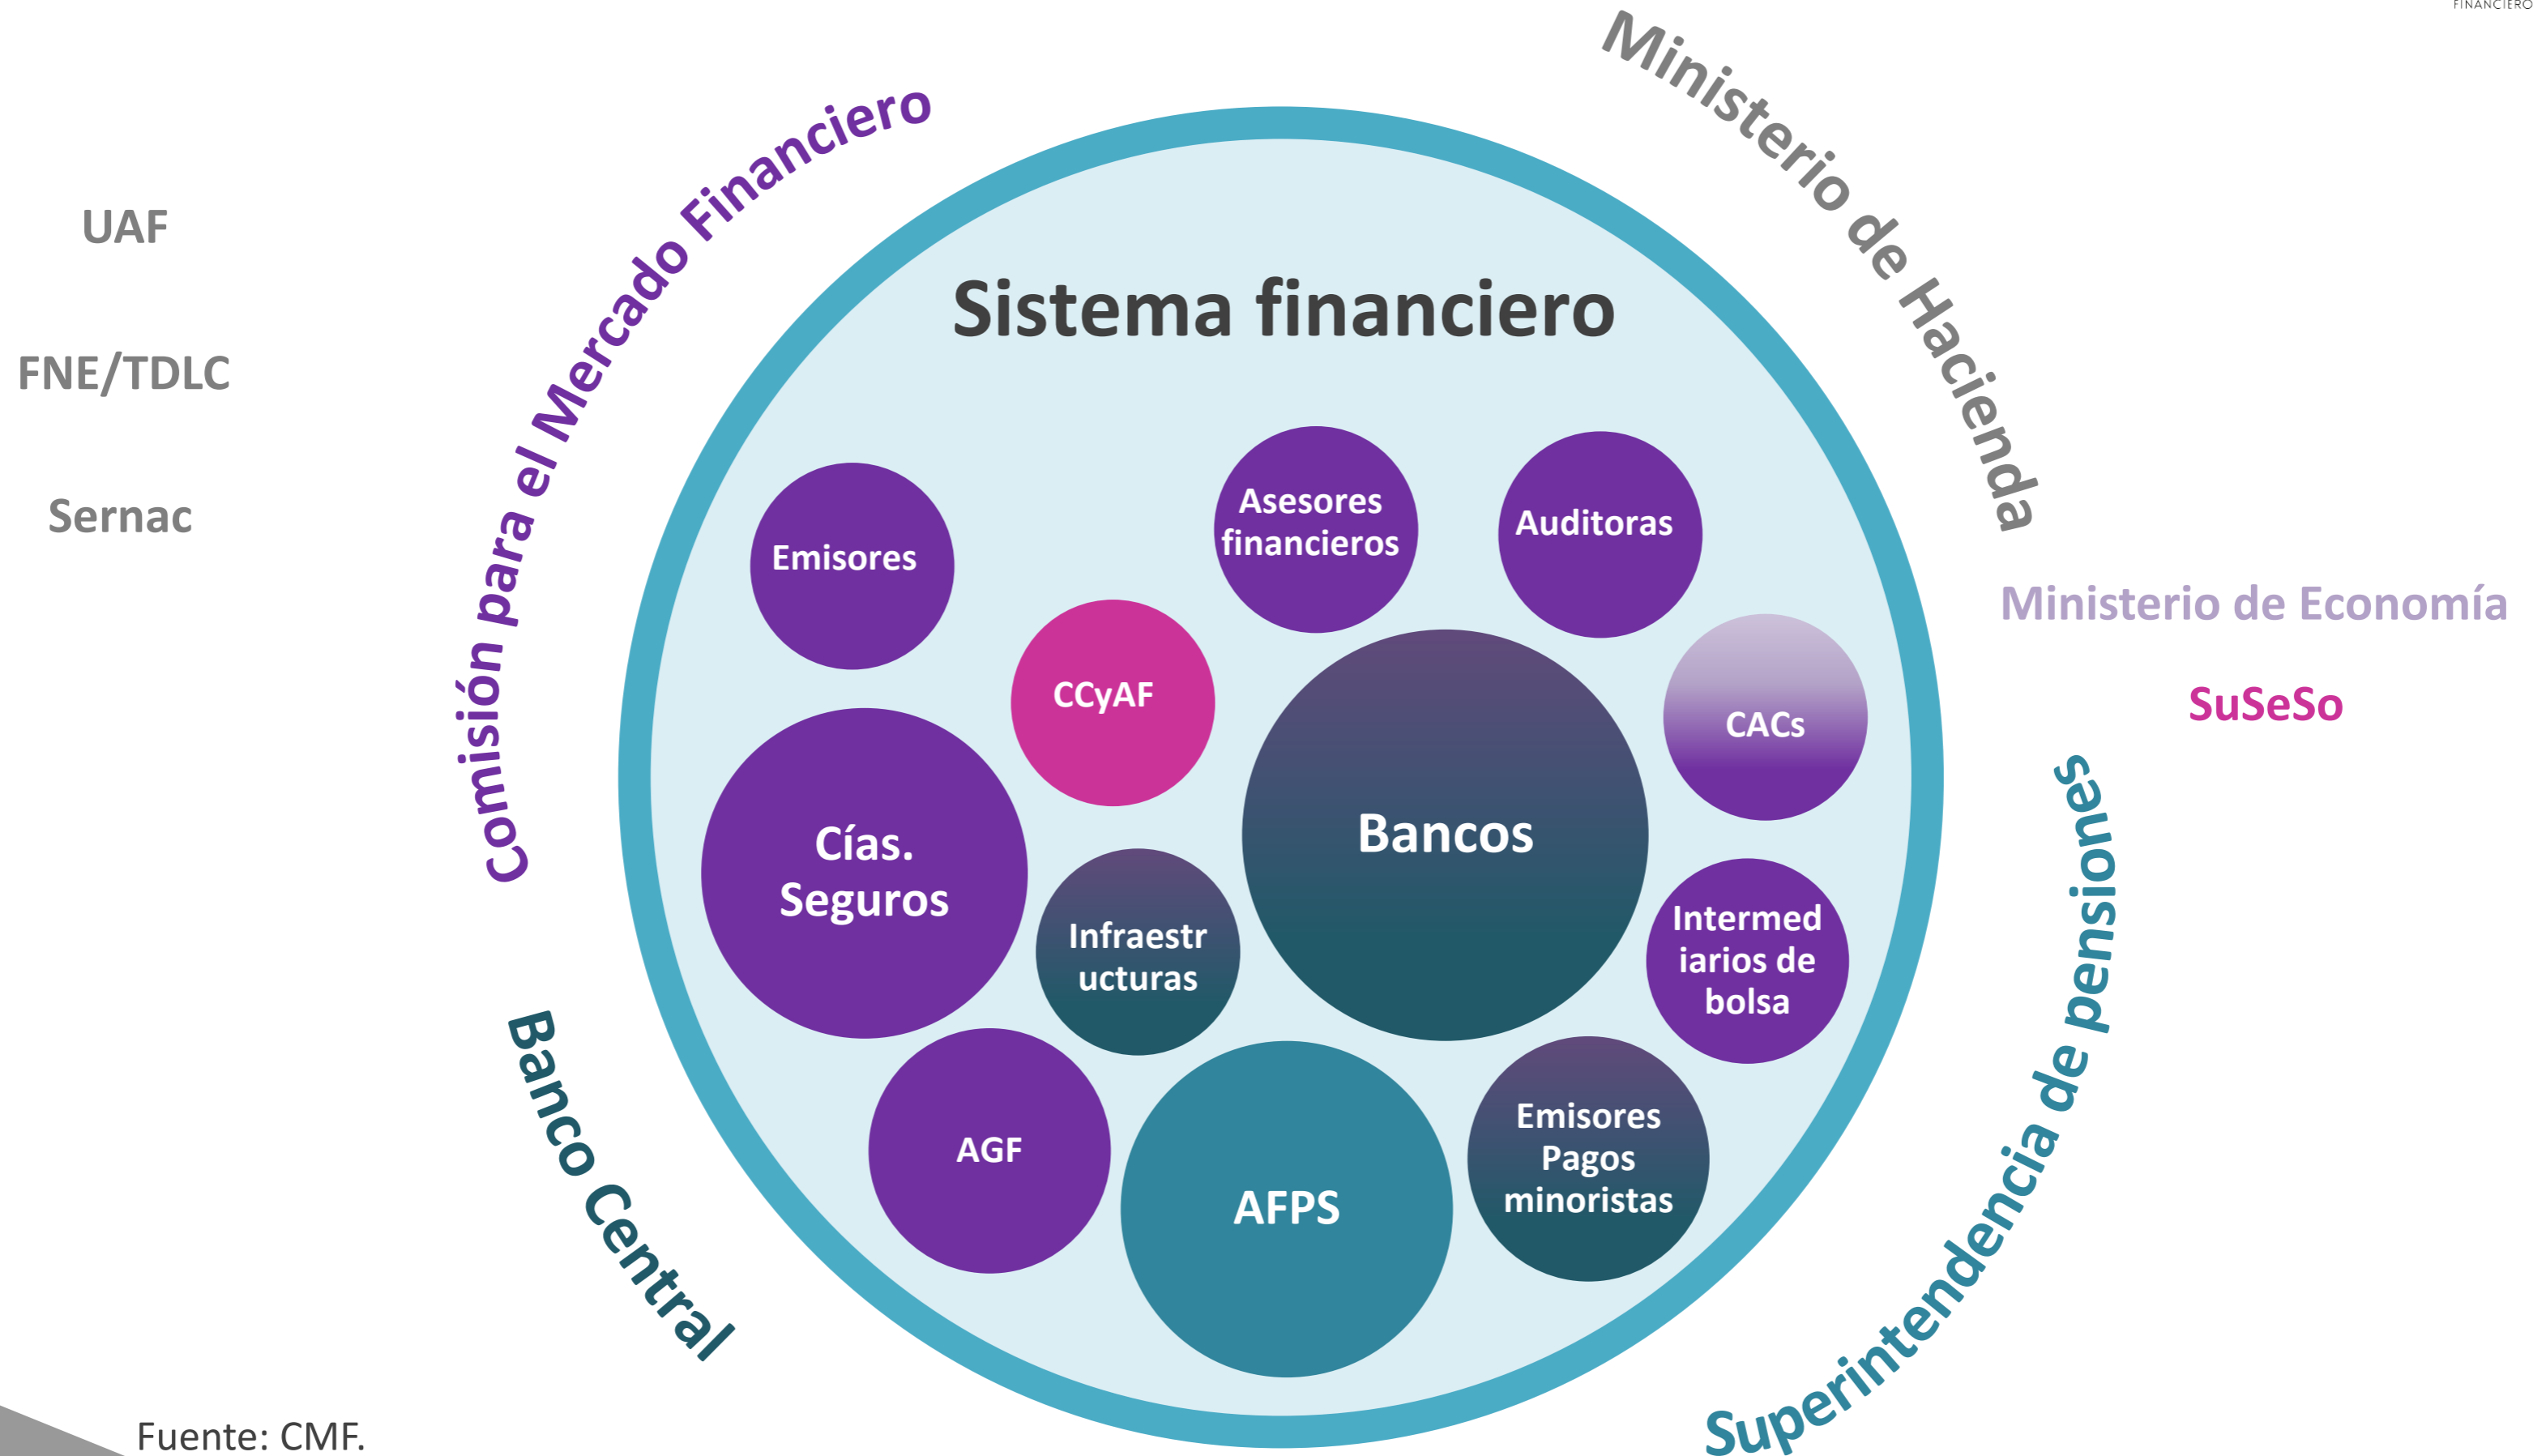 FINANCIERO
Ministerio de Hacienda
Comisión para el Mercado Financiero
UAF
FNE/TDLC
Sernac
Sistema financiero
Asesores
financieros
Auditoras
Emisores
Ministerio de Economía
SuSeSo
CCyAF
CACs
Bancos
Cías.
Seguros
Infraestr
ucturas
Intermed
iarios de
bolsa
Superintendencia de pensiones
Banco Central
AGF
AFPS
Emisores
Pagos
minoristas
Fuente: CMF.